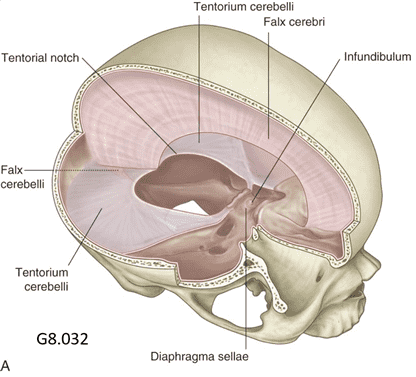 Tentorium cerebelli
Falx cerebri
Tentorial notch
Infundibulum
Falx
cerebelli
Tentorium
cerebelli
G8.032
Diaphragma sellae
A